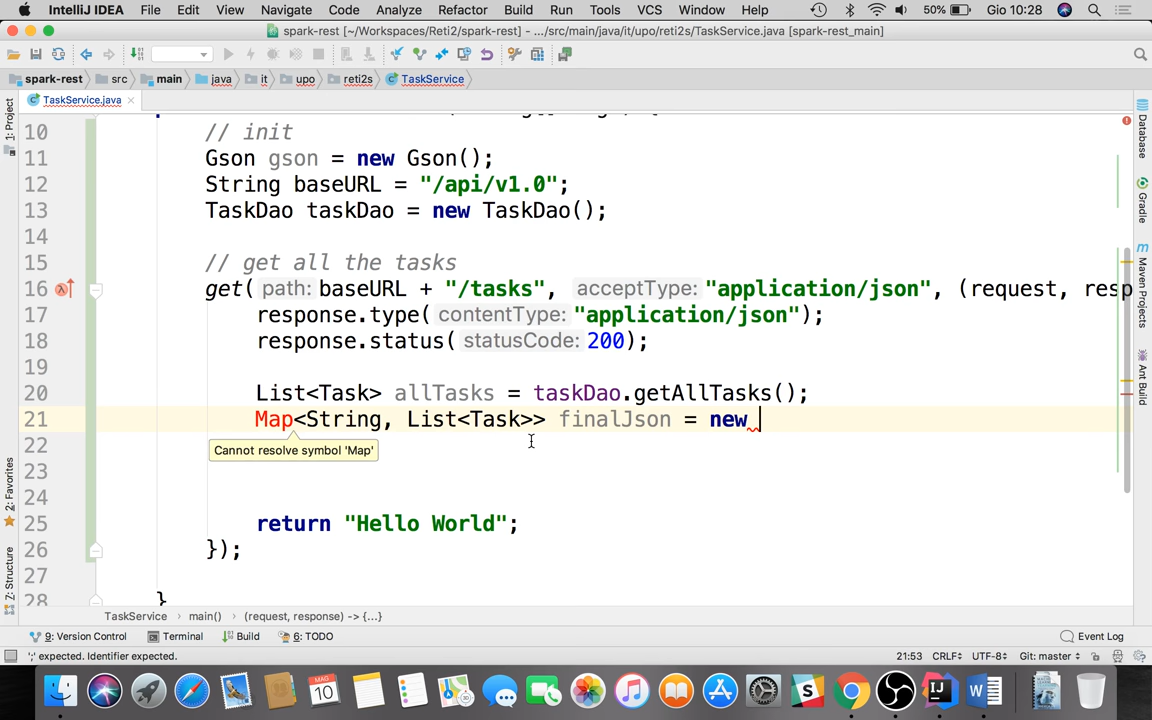 IntelliJ IDEA File Edit View Navigate Code Analyze Refactor Build Run Tools VCS Window Help 50% Gio 10:28
spark-rest [~/Workspaces/Reti2/spark-rest] - .../src/main/java/it/upo/reti2s/TaskService.java [spark-rest_main]
spark-rest src main java it upo reti2s TaskService
TaskService.java
1: Project
2: Favorites
7: Structure
10 // init
11 Gson gson = new Gson();
12 String baseURL = "/api/v1.0";
13 TaskDao taskDao = new TaskDao();
14
15 // get all the tasks
16 get( path: baseURL + "/tasks", acceptType: "application/json", (request, resp
17 response.type( contentType: "application/json");
18 response.status( statusCode: 200);
19
20 List<Task> allTasks = taskDao.getAllTasks();
21 Map<String, List<Task>> finalJson = new
Cannot resolve symbol 'Map'
22
23
24
25 return "Hello World";
26 });
27
28 }
Database
Gradle
m Maven Projects
Ant Build
TaskService main() (request, response) -> {...}
9: Version Control Terminal Build 6: TODO Event Log
';' expected. Identifier expected. 21:53 CRLF UTF-8 Git: master
MAG
10